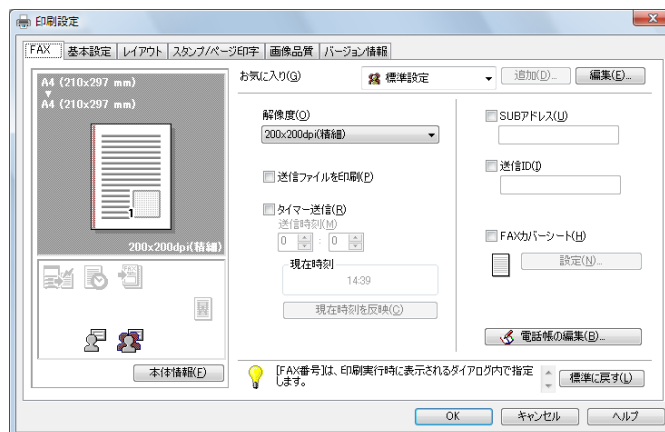 印刷設定
FAX 基本設定 レイアウト スタンプ/ページ印字 画像品質 バージョン情報
A4 (210x297 mm)
A4 (210x297 mm)
1
200x200dpi(精細)
本体情報(F)
お気に入り(G) 標準設定 追加(D)... 編集(E)...
解像度(O)
200x200dpi(精細)
送信ファイルを印刷(P)
タイマー送信(R)
送信時刻(M)
0 : 0
現在時刻
14:39
現在時刻を反映(C)
SUBアドレス(U)
送信ID(I)
FAXカバーシート(H)
設定(N)...
電話帳の編集(B)...
[FAX番号]は、印刷実行時に表示されるダイアログ内で指定
します。
標準に戻す(L)
OK キャンセル ヘルプ